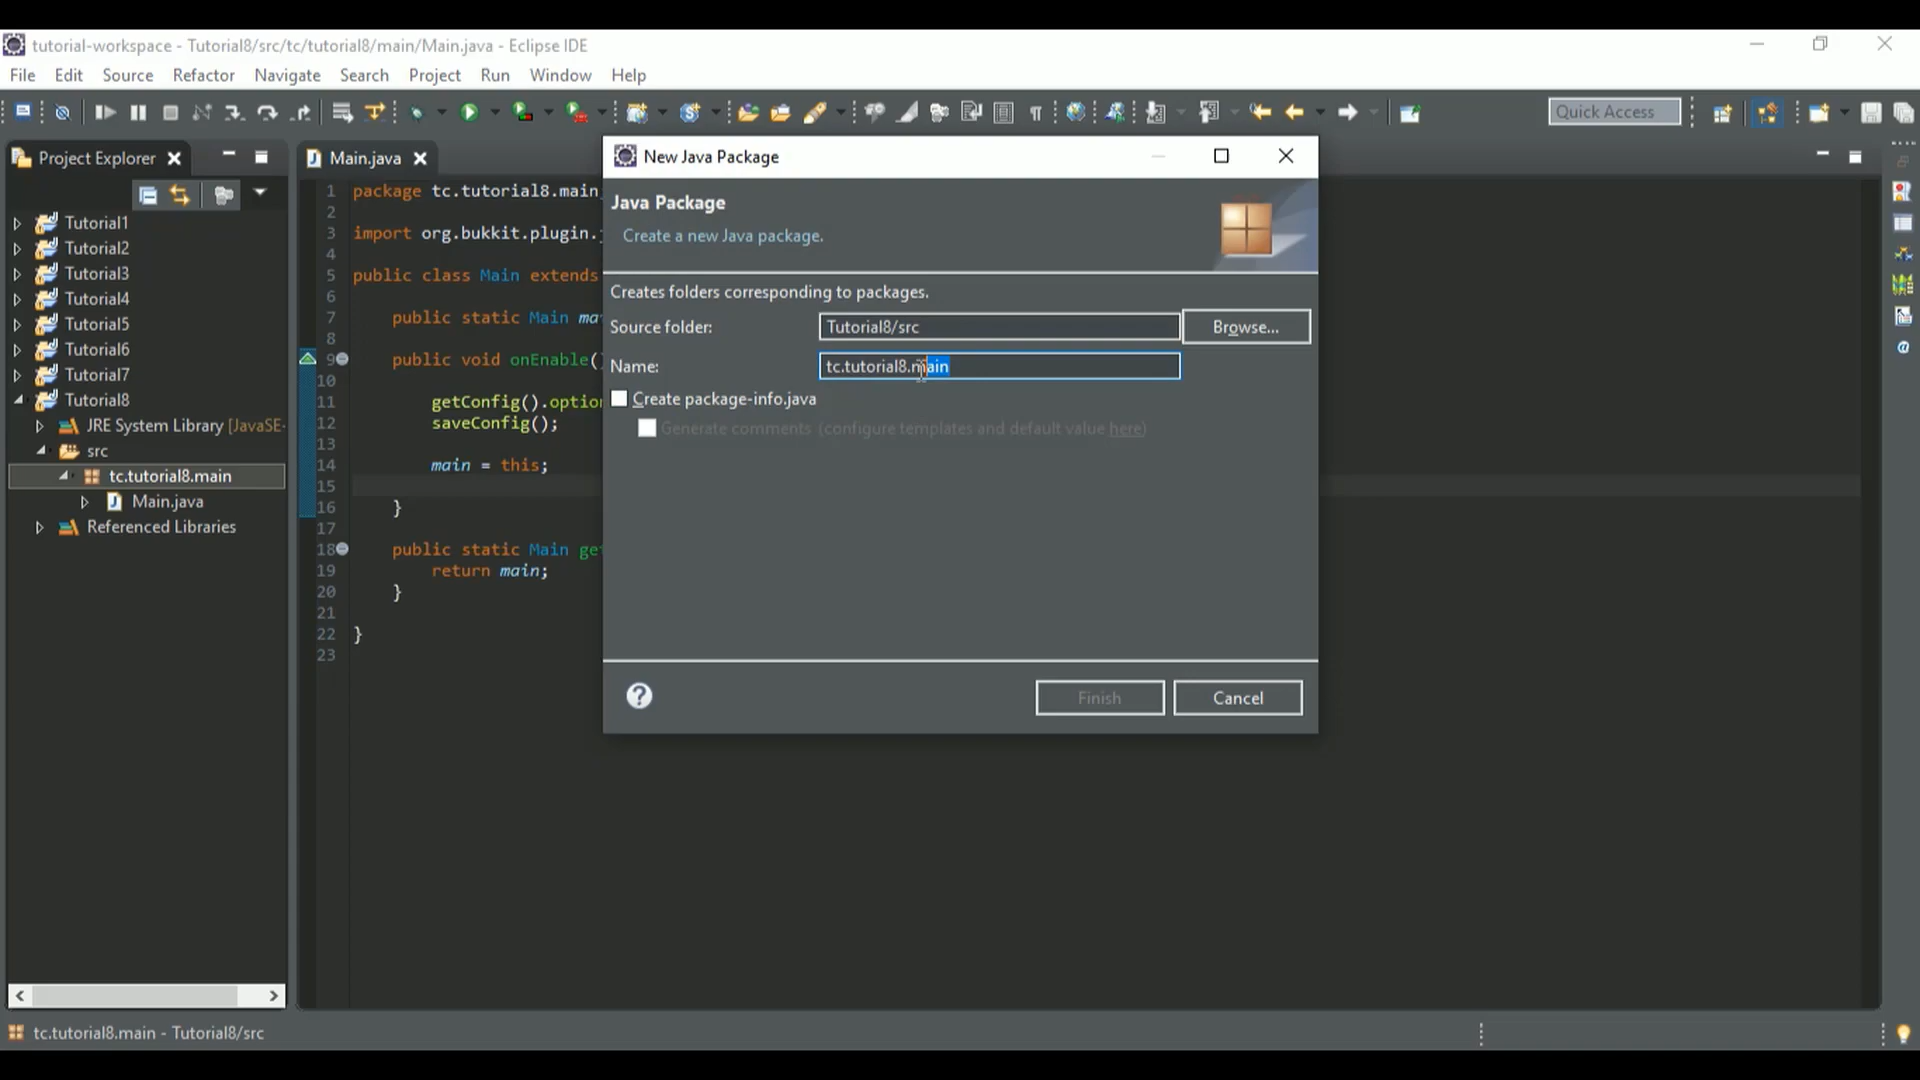 tutorial-workspace - Tutorial8/src/tc/tutorial8/main/Main.java - Eclipse IDE
File Edit Source Refactor Navigate Search Project Run Window Help
Quick Access
Project Explorer
Main.java
Tutorial1
Tutorial2
Tutorial3
Tutorial4
Tutorial5
Tutorial6
Tutorial7
Tutorial8
JRE System Library [JavaSE-
src
tc.tutorial8.main
Main.java
Referenced Libraries
1 package tc.tutorial8.main
2
3 import org.bukkit.plugin.
4
5 public class Main extends
6
7 public static Main ma
8
9 public void onEnable()
10
11 getConfig().option
12 saveConfig();
13
14 main = this;
15
16 }
17
18 public static Main get
19 return main;
20 }
21
22 }
23
New Java Package
Java Package
Create a new Java package.
Creates folders corresponding to packages.
Source folder: Tutorial8/src Browse...
Name: tc.tutorial8.main
Create package-info.java
Generate comments (configure templates and default value here)
Finish Cancel
tc.tutorial8.main - Tutorial8/src